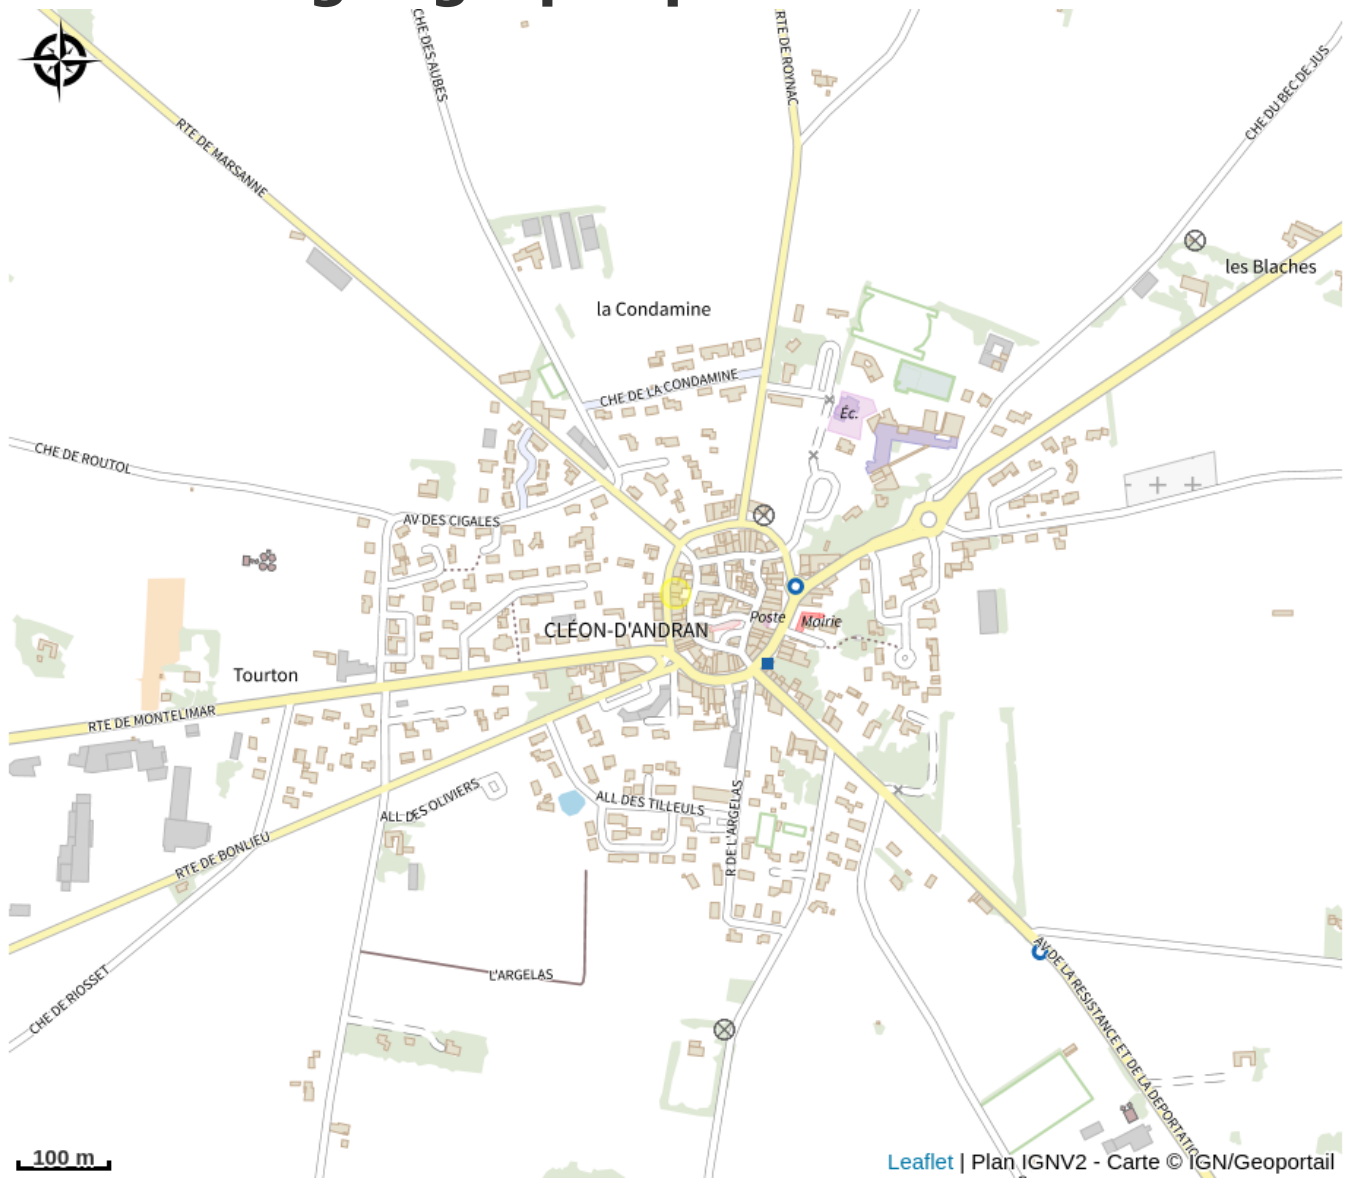 CHE DES AUBES
RTE DE ROYNAC
CHE DU BEC DE JUS
RTE DE MARSANNE
les Blaches
la Condamine
CHE DE LA CONDAMINE
Éc.
CHE DE ROUTOL
AV DES CIGALES
Poste
Mairie
CLÉON-D'ANDRAN
Tourton
RTE DE MONTELIMAR
ALL DES OLIVIERS
ALL DES TILLEULS
R DE L'ARGELAS
RTE DE BONLIEU
L'ARGELAS
CHE DE RIOSSET
AV DE LA RESISTANCE ET DE LA DEPORTATIO
100 m
Leaflet | Plan IGNV2 - Carte © IGN/Geoportail